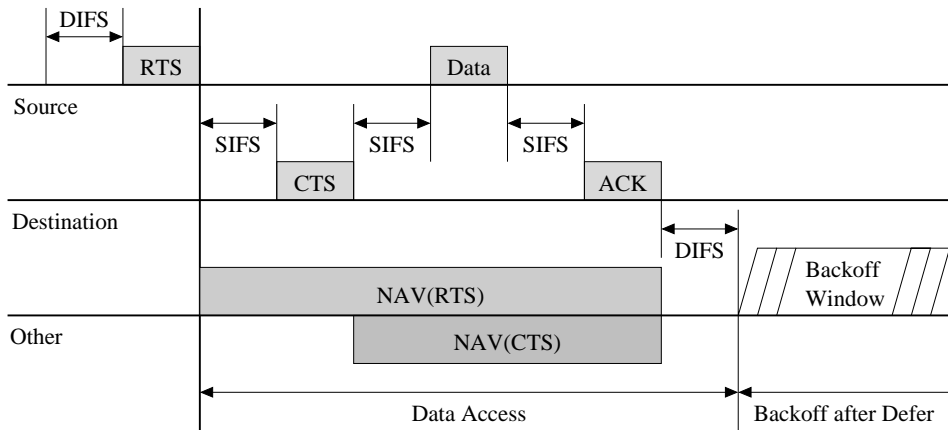 DIFS
RTS
Data
Source
SIFS
SIFS
SIFS
CTS
ACK
Destination
DIFS
Backoff
Window
NAV(RTS)
Other
NAV(CTS)
Data Access
Backoff after Defer